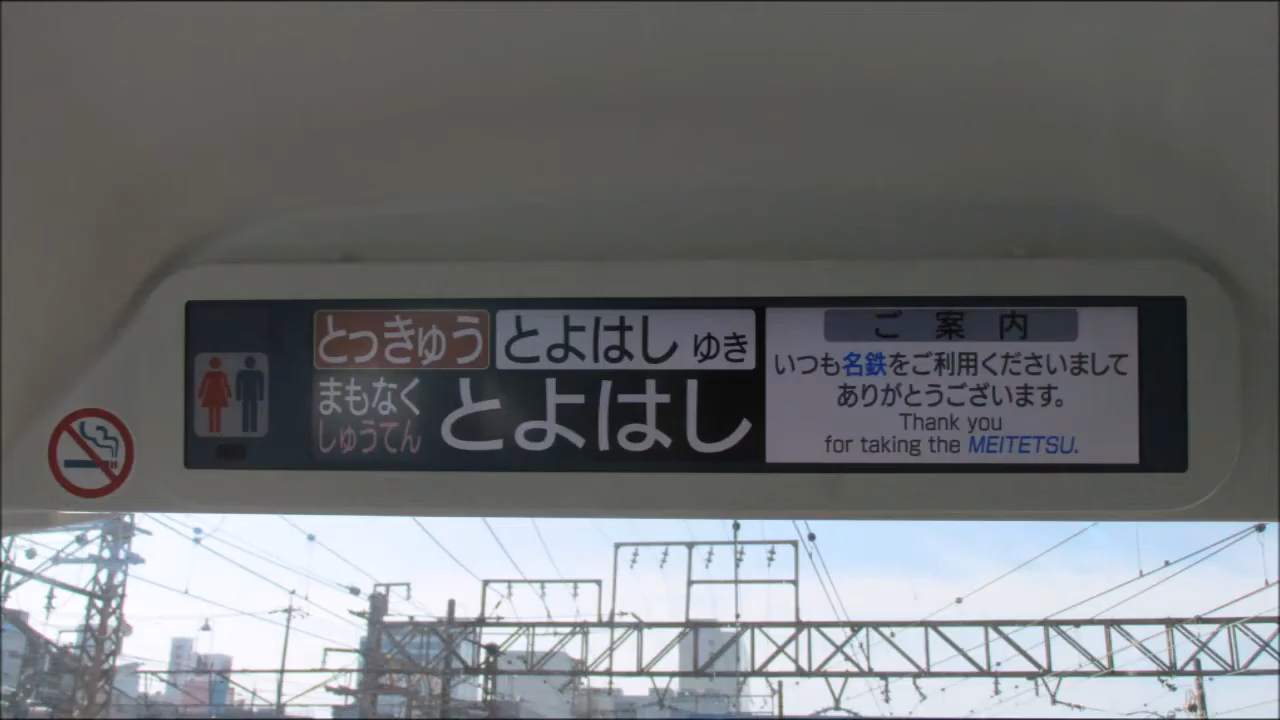 とっきゅう とよはし ゆき
まもなく
しゅうてん
とよはし
ご案内
いつも名鉄をご利用くださいまして
ありがとうございます。
Thank you
for taking the MEITETSU.